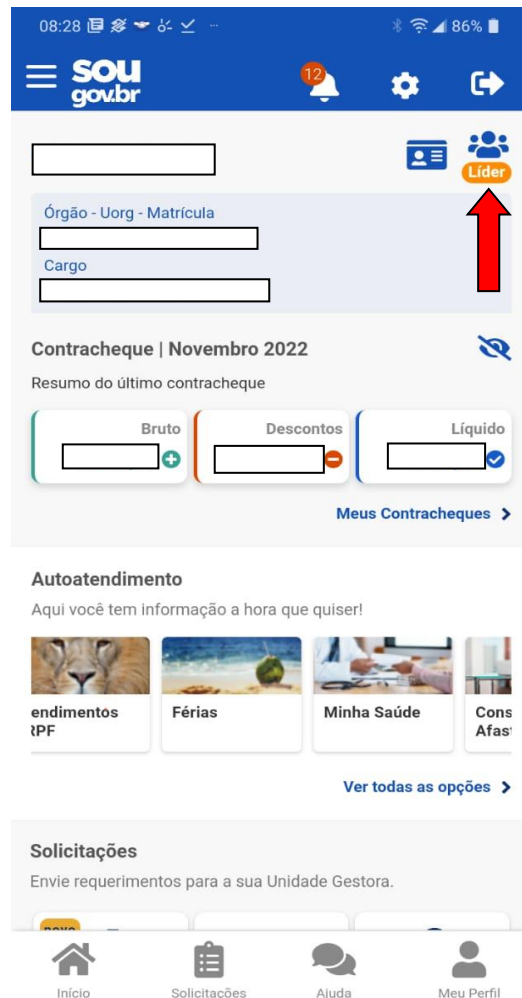 08:28 86%
sou
gov.br
12
Líder
Órgão - Uorg - Matrícula
Cargo
Contracheque | Novembro 2022
Resumo do último contracheque
Bruto Descontos Líquido
Meus Contracheques
Autoatendimento
Aqui você tem informação a hora que quiser!
endimentos Férias Minha Saúde Cons
RPF Afast
Ver todas as opções
Solicitações
Envie requerimentos para a sua Unidade Gestora.
novo
Início Solicitações Ajuda Meu Perfil